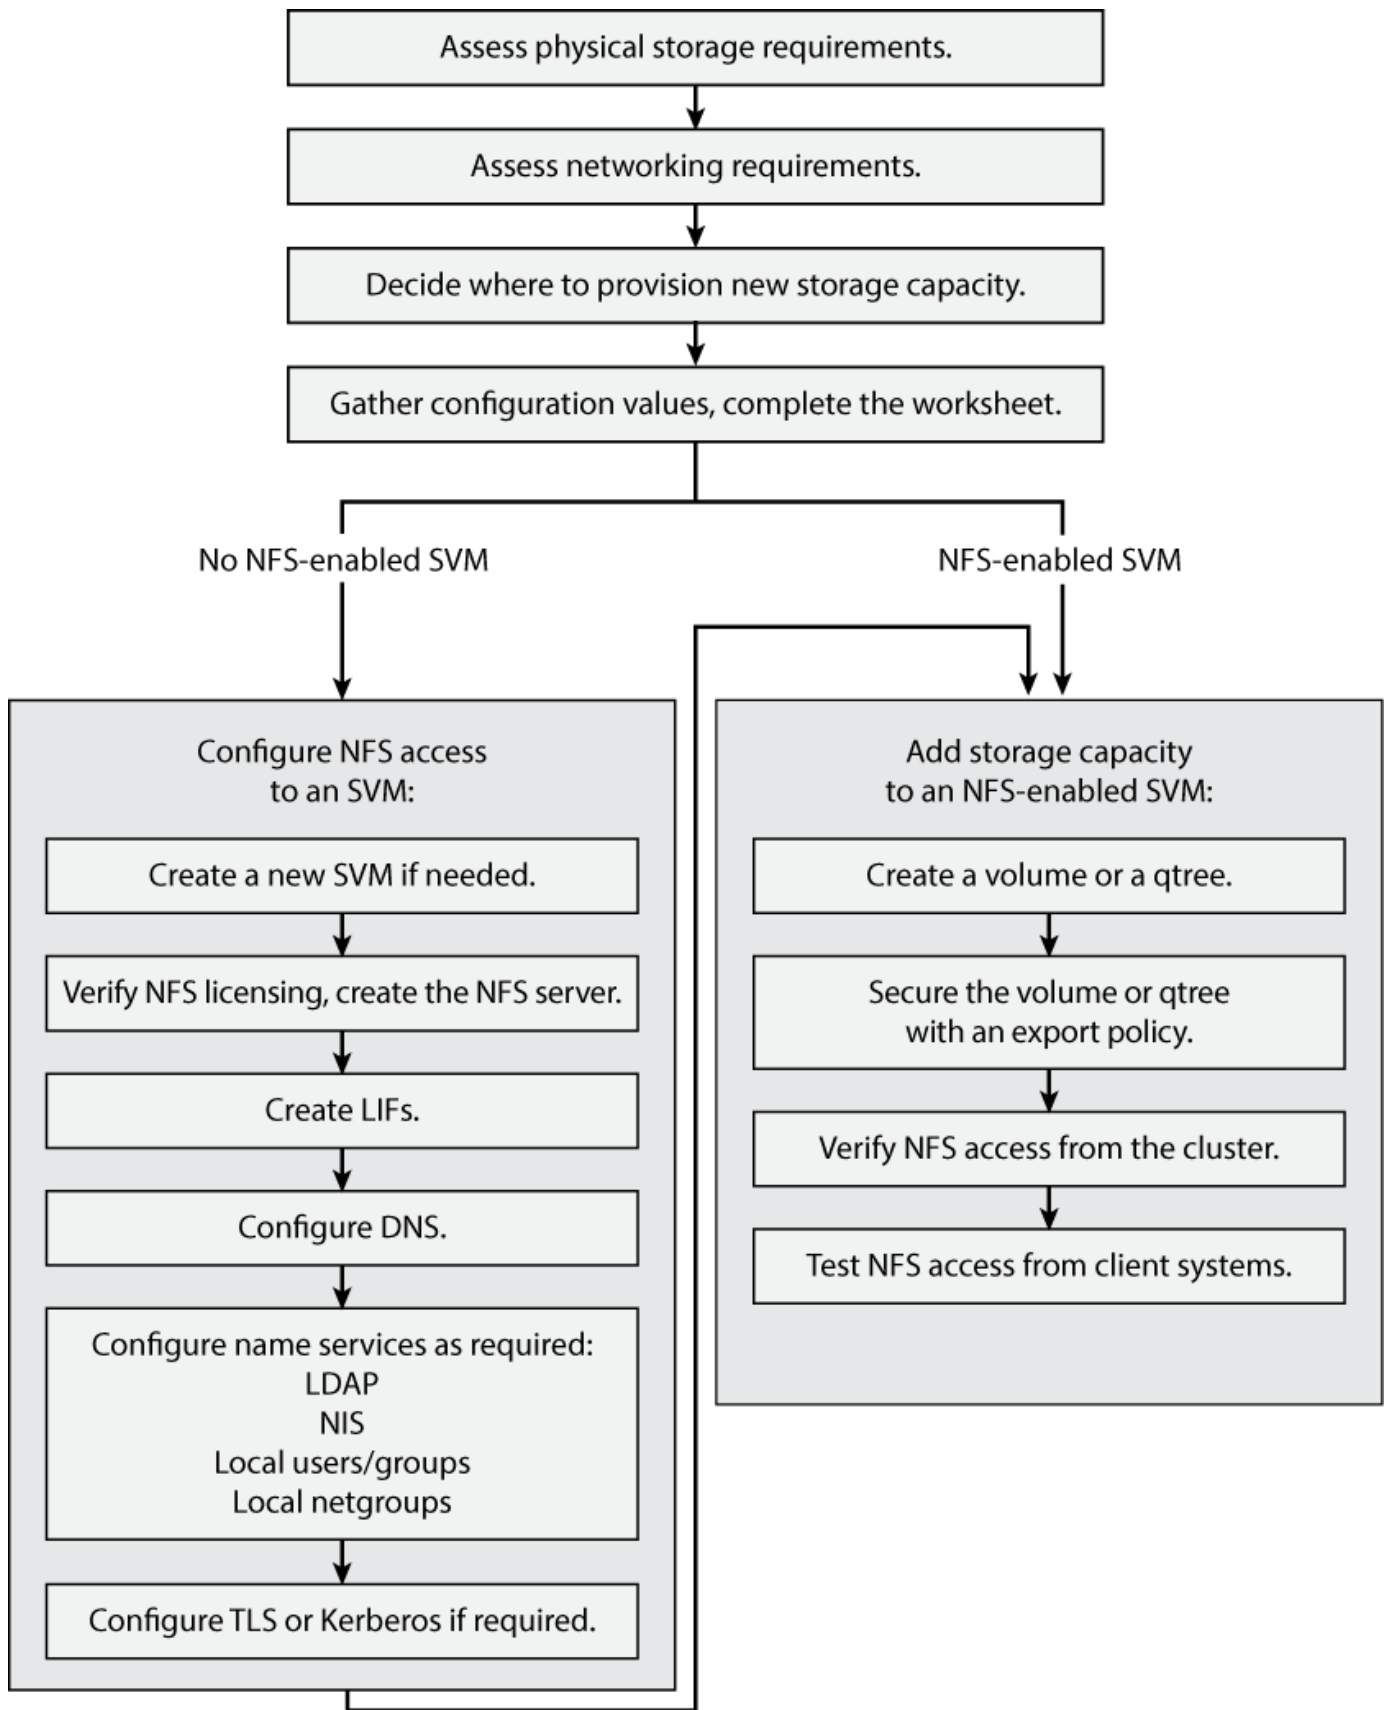 Assess physical storage requirements.
Assess networking requirements.
Decide where to provision new storage capacity.
Gather configuration values, complete the worksheet.
No NFS-enabled SVM
NFS-enabled SVM
Configure NFS access
to an SVM:
Create a new SVM if needed.
Verify NFS licensing, create the NFS server.
Create LIFs.
Configure DNS.
Configure name services as required:
LDAP
NIS
Local users/groups
Local netgroups
Configure TLS or Kerberos if required.
Add storage capacity
to an NFS-enabled SVM:
Create a volume or a qtree.
Secure the volume or qtree
with an export policy.
Verify NFS access from the cluster.
Test NFS access from client systems.